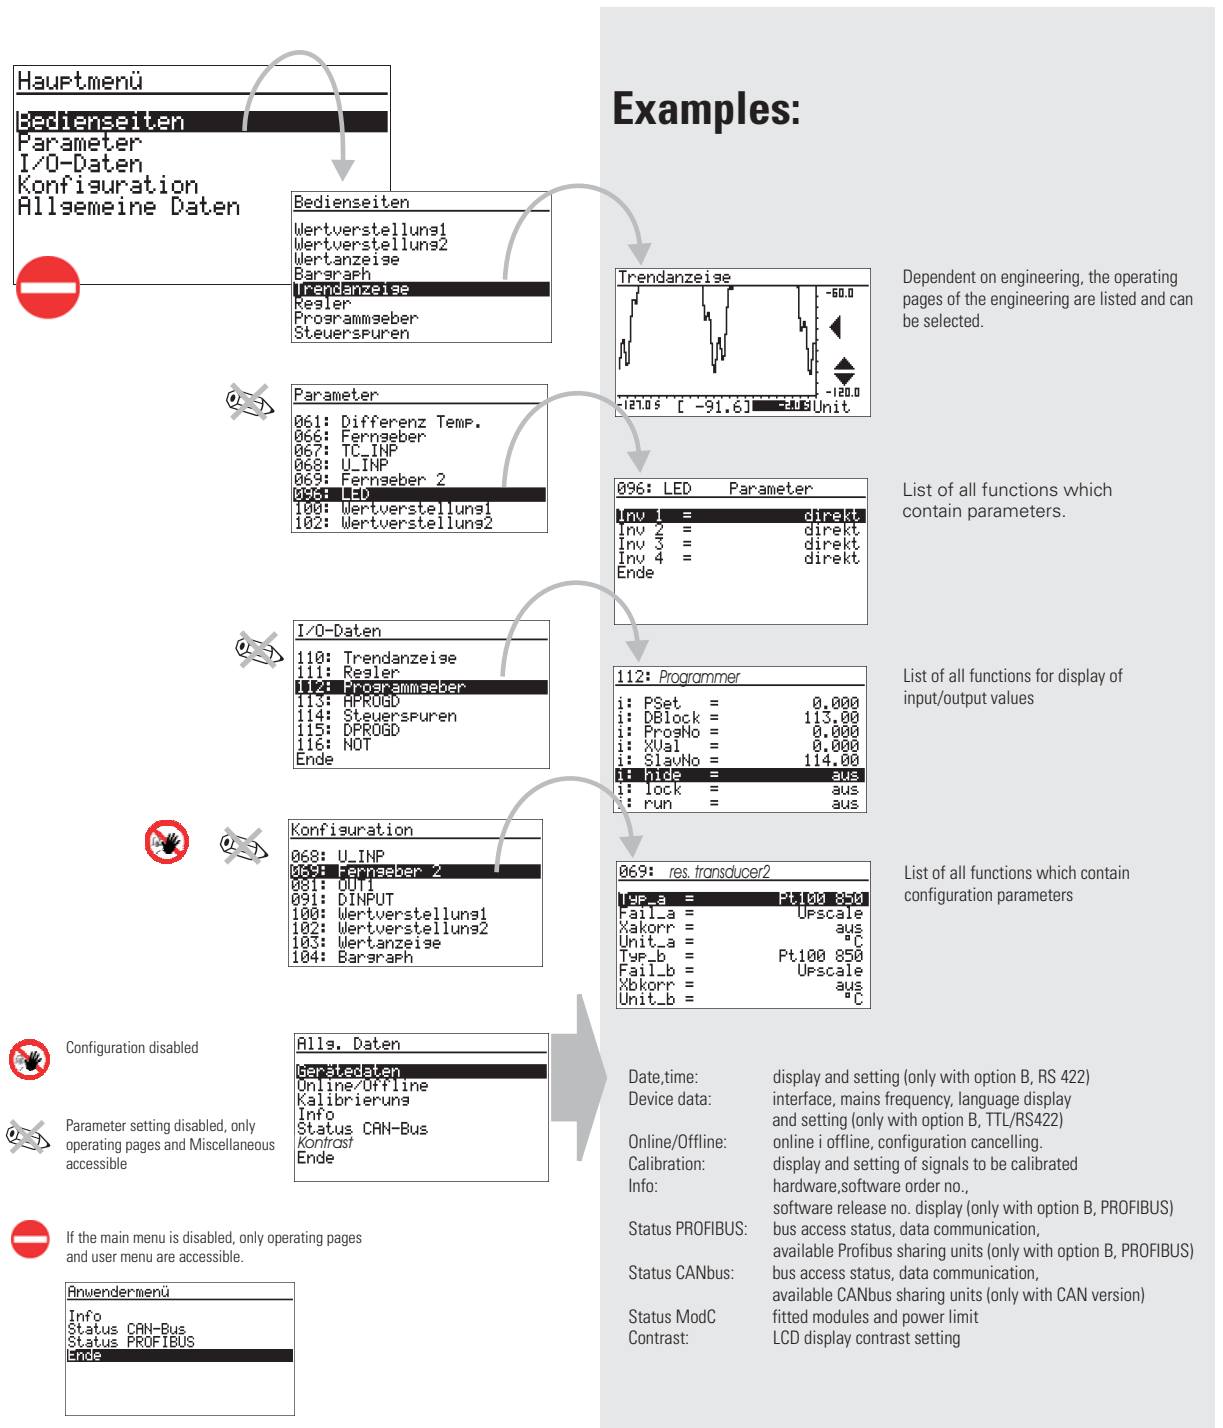 Hauptmenü
Bedienseiten
Parameter
I/O-Daten
Konfiguration
Allgemeine Daten
Examples:
Bedienseiten
Wertverstellung1
Wertverstellung2
Wertanzeige
Bargraph
Trendanzeige
Regler
Programmgeber
Steuerspuren
Trendanzeige
-60.0
-120.0
-127.0 s [ -91.6] Unit
Dependent on engineering, the operating
pages of the engineering are listed and can
be selected.
Parameter
061: Differenz Temp.
066: Ferngeber
067: TC_INP
068: U_INP
069: Ferngeber 2
096: LED
100: Wertverstellung1
102: Wertverstellung2
096: LED Parameter
Inv 1 = direkt
Inv 2 = direkt
Inv 3 = direkt
Inv 4 = direkt
Ende
List of all functions which
contain parameters.
I/O-Daten
110: Trendanzeige
111: Regler
112: Programmgeber
113: APROGD
114: Steuerspuren
115: DPROGD
116: NOT
Ende
112: Programmer
i: PSet = 0.000
i: DBlock = 113.00
i: ProgNo = 0.000
i: XVal = 0.000
i: SlavNo = 114.00
i: hide = aus
i: lock = aus
i: run = aus
List of all functions for display of
input/output values
Konfiguration
068: U_INP
069: Ferngeber 2
081: OUT1
091: DINPUT
100: Wertverstellung1
102: Wertverstellung2
103: Wertanzeige
104: Bargraph
069: res. transducer2
Typ_a = Pt100 850
Fail_a = Upscale
Xakorr = aus
Unit_a = °C
Typ_b = Pt100 850
Fail_b = Upscale
Xbkorr = aus
Unit_b = °C
List of all functions which contain
configuration parameters
Configuration disabled
Parameter setting disabled, only
operating pages and Miscellaneous
accessible
If the main menu is disabled, only operating pages
and user menu are accessible.
Allg. Daten
Gerätedaten
Online/Offline
Kalibrierung
Info
Status CAN-Bus
Kontrast
Ende
Date,time: display and setting (only with option B, RS 422)
Device data: interface, mains frequency, language display
and setting (only with option B, TTL/RS422)
Online/Offline: online i offline, configuration cancelling.
Calibration: display and setting of signals to be calibrated
Info: hardware,software order no.,
software release no. display (only with option B, PROFIBUS)
Status PROFIBUS: bus access status, data communication,
available Profibus sharing units (only with option B, PROFIBUS)
Status CANbus: bus access status, data communication,
available CANbus sharing units (only with CAN version)
Status ModC fitted modules and power limit
Contrast: LCD display contrast setting
Anwendermenü
Info
Status CAN-Bus
Status PROFIBUS
Ende